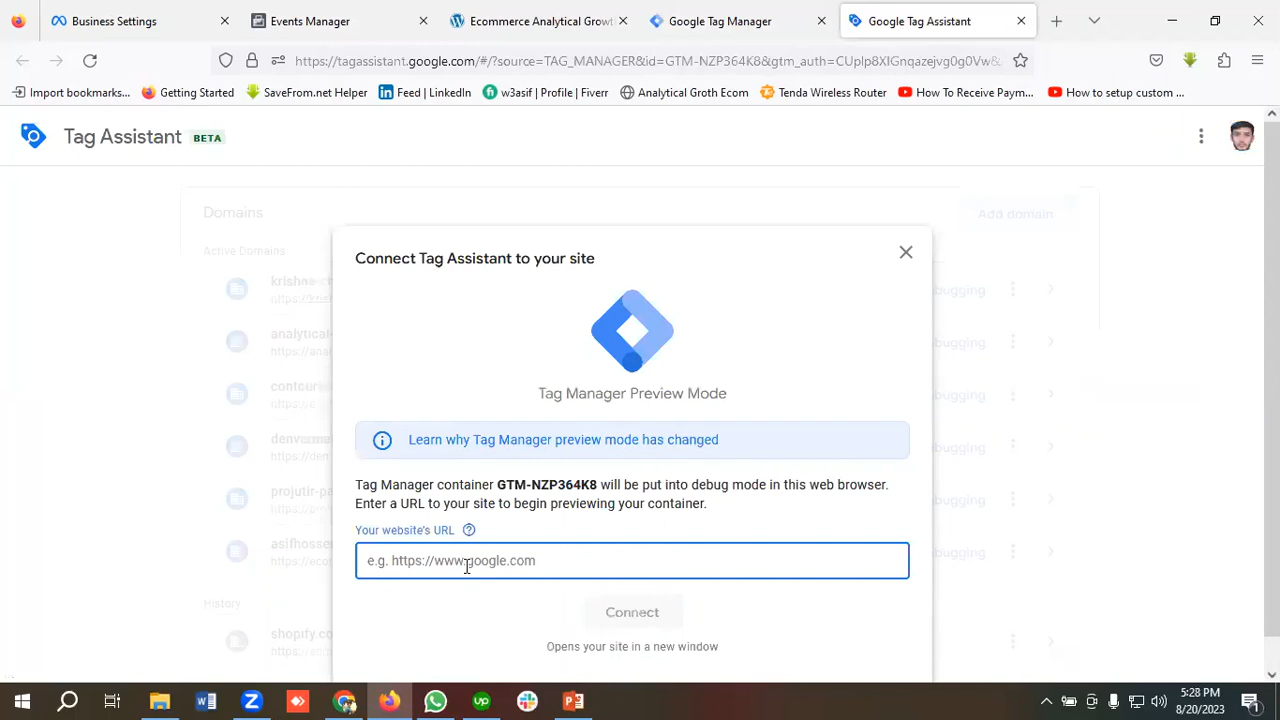 Business Settings
Events Manager
Ecommerce Analytical Growt
Google Tag Manager
Google Tag Assistant
https://tagassistant.google.com/#/?source=TAG_MANAGER&id=GTM-NZP364K8&gtm_auth=CUplp8XIGnqazejvg0g0Vw&
Import bookmarks...
Getting Started
SaveFrom.net Helper
Feed | LinkedIn
w3asif | Profile | Fiverr
Analytical Groth Ecom
Tenda Wireless Router
How To Receive Paym...
How to setup custom ...
Tag Assistant BETA
Domains
Add domain
Active Domains
Connect Tag Assistant to your site
Tag Manager Preview Mode
Learn why Tag Manager preview mode has changed
Tag Manager container GTM-NZP364K8 will be put into debug mode in this web browser.
Enter a URL to your site to begin previewing your container.
Your website's URL
e.g. https://www.google.com
Connect
Opens your site in a new window
History
shopify.co
5:28 PM
8/20/2023